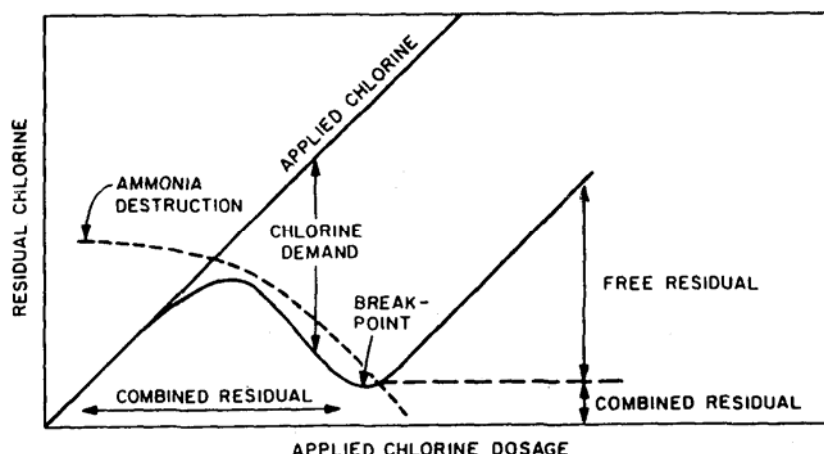 APPLIED CHLORINE
AMMONIA
DESTRUCTION
CHLORINE
DEMAND
BREAK-
POINT
FREE RESIDUAL
COMBINED RESIDUAL
COMBINED RESIDUAL
RESIDUAL CHLORINE
APPLIED CHLORINE DOSAGE